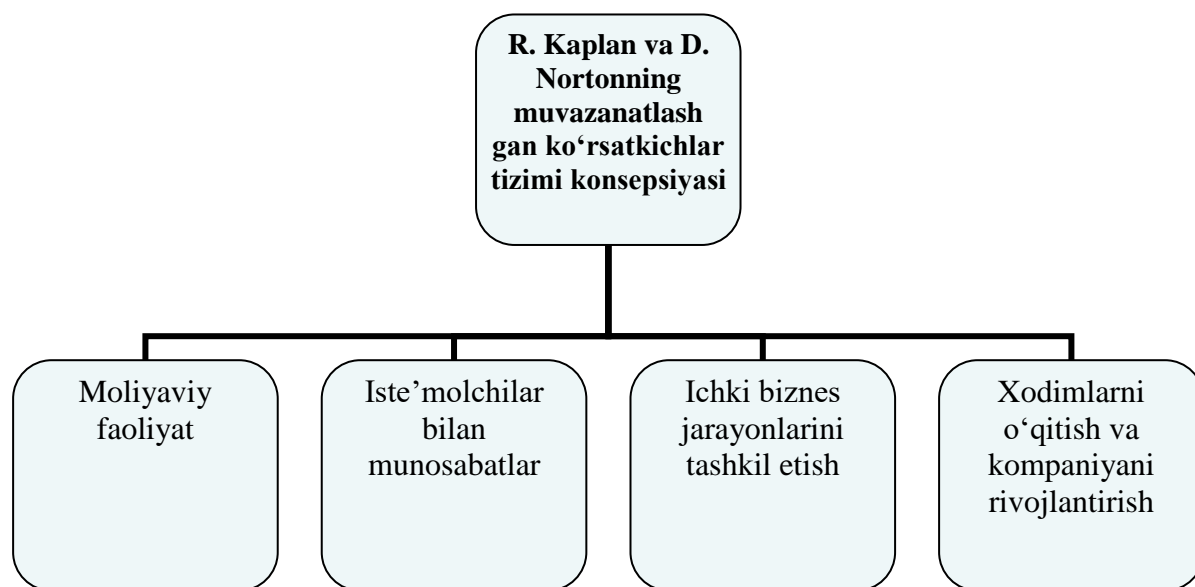 R. Kaplan va D.
Nortonning
muvazanatlash
gan ko‘rsatkichlar
tizimi konsepsiyasi
Moliyaviy
faoliyat
Iste’molchilar
bilan
munosabatlar
Ichki biznes
jarayonlarini
tashkil etish
Xodimlarni
o‘qitish va
kompaniyani
rivojlantirish